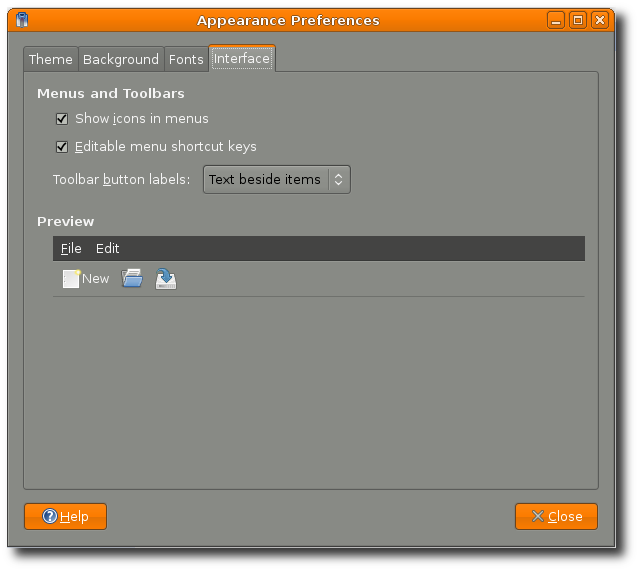 Appearance Preferences
Theme Background Fonts Interface
Menus and Toolbars
Show icons in menus
Editable menu shortcut keys
Toolbar button labels: Text beside items
Preview
File Edit
New
Help Close